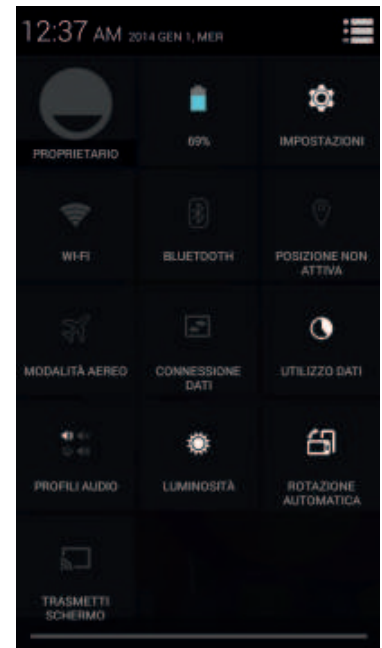 12:37 AM 2014 GEN 1, MER
PROPRIETARIO
69%
IMPOSTAZIONI
WI-FI
BLUETOOTH
POSIZIONE NON
ATTIVA
MODALITÀ AEREO
CONNESSIONE
DATI
UTILIZZO DATI
PROFILI AUDIO
LUMINOSITÀ
ROTAZIONE
AUTOMATICA
TRASMETTI
SCHERMO